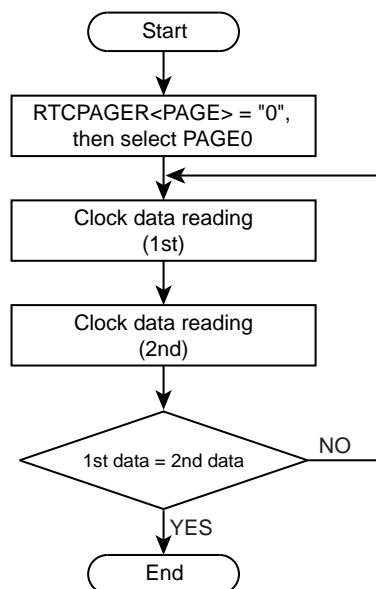 Start
RTCPAGER<PAGE> = "0",
then select PAGE0
Clock data reading
(1st)
Clock data reading
(2nd)
1st data = 2nd data
NO
YES
End